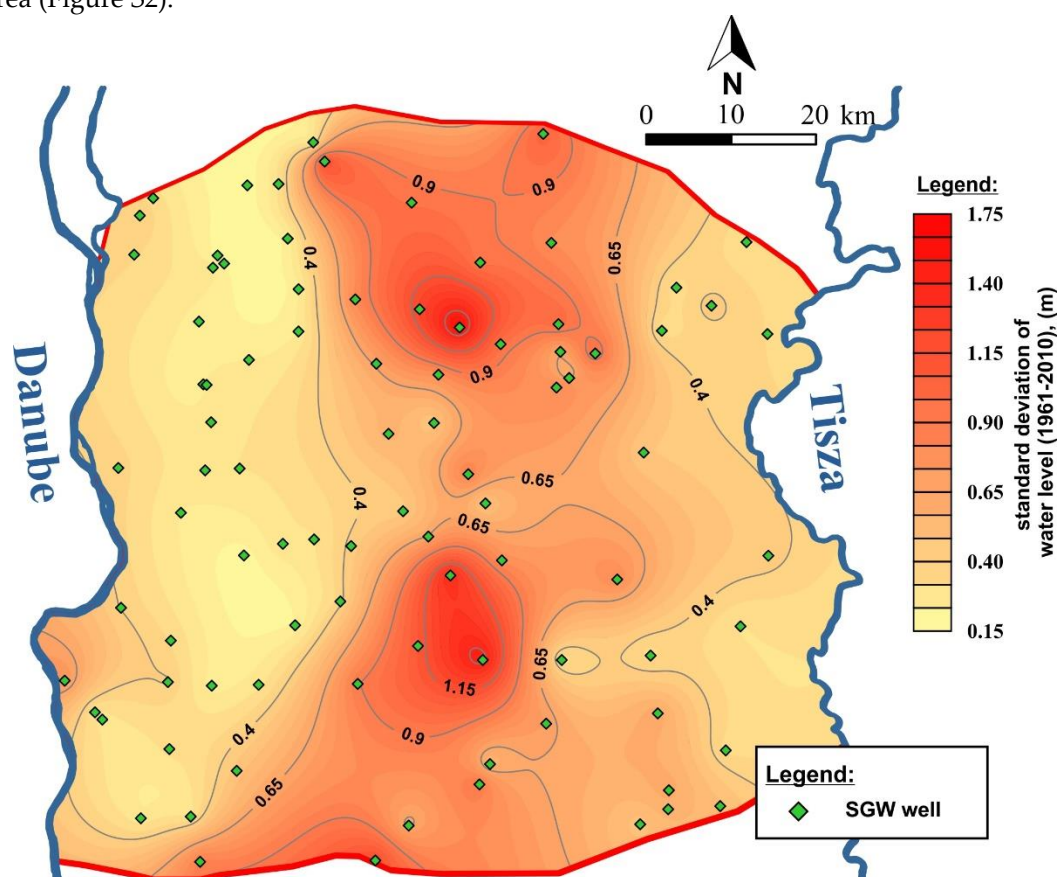 rea (Figure S2).
N
0 10 20 km
Legend:
1.75
1.40
1.15
0.90
0.65
0.40
0.15
standard deviation of
water level (1961-2010), (m)
Danube
Tisza
0.9
0.9
0.4
0.65
0.9
0.4
0.65
0.4
0.65
0.4
0.65
1.15
0.9
0.4
0.65
Legend:
SGW well